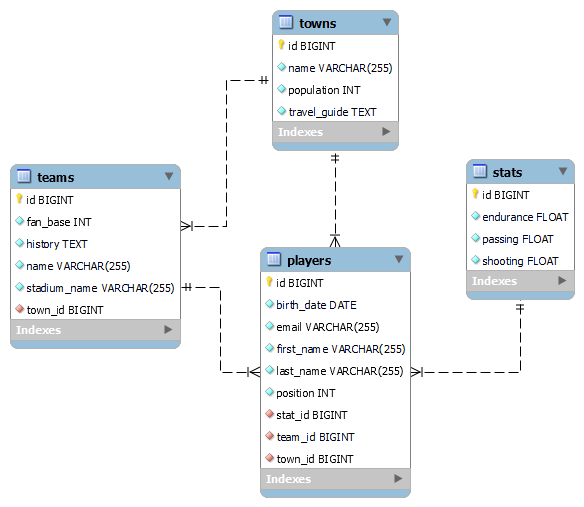 towns
id BIGINT
name VARCHAR(255)
population INT
travel_guide TEXT
Indexes
teams
id BIGINT
fan_base INT
history TEXT
name VARCHAR(255)
stadium_name VARCHAR(255)
town_id BIGINT
Indexes
stats
id BIGINT
endurance FLOAT
passing FLOAT
shooting FLOAT
Indexes
players
id BIGINT
birth_date DATE
email VARCHAR(255)
first_name VARCHAR(255)
last_name VARCHAR(255)
position INT
stat_id BIGINT
team_id BIGINT
town_id BIGINT
Indexes